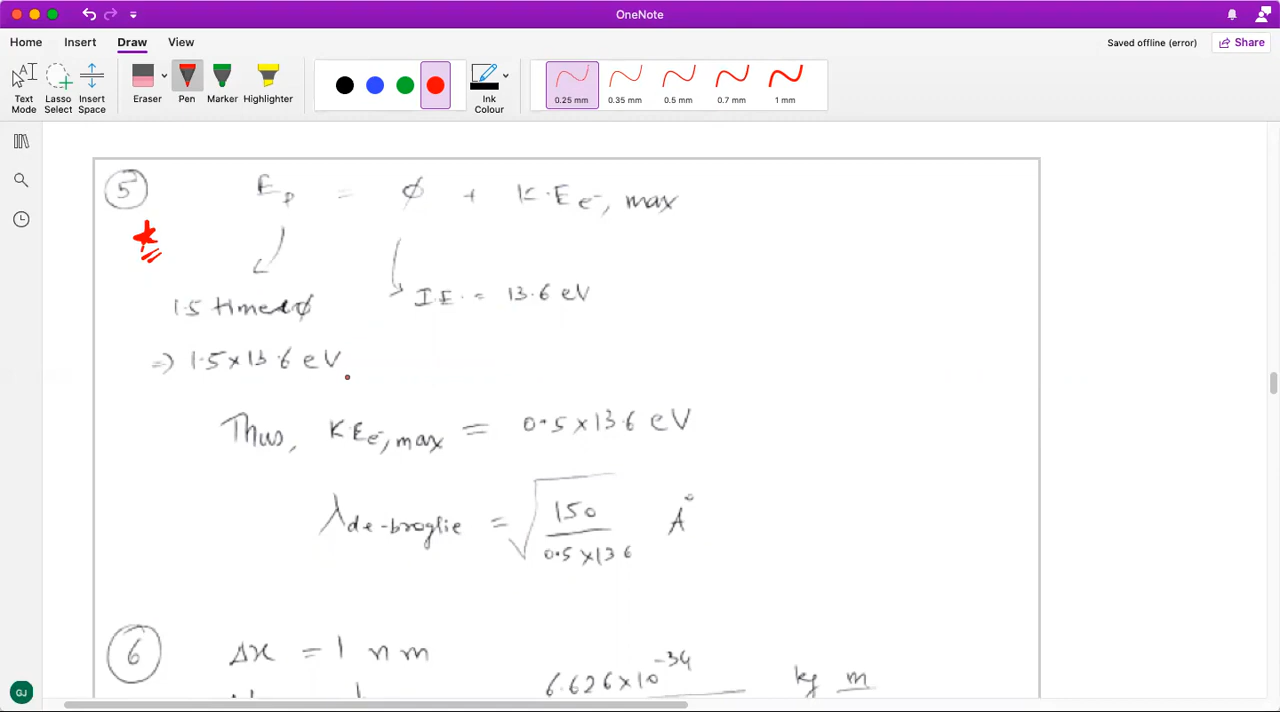 OneNote
Home Insert Draw View
Saved offline (error) Share
Text Mode Lasso Select Insert Space Eraser Pen Marker Highlighter Ink Colour 0.25 mm 0.35 mm 0.5 mm 0.7 mm 1 mm
5 Ep = ϕ + K.E e⁻, max
1.5 times ϕ I.E. = 13.6 eV
=) 1.5×13.6 eV
Thus, KE e⁻, max = 0.5×13.6 eV
λ de-broglie = √(150 / 0.5×13.6) Å
6 Δx = 1 nm
6.626×10⁻³⁴ kg m
GJ